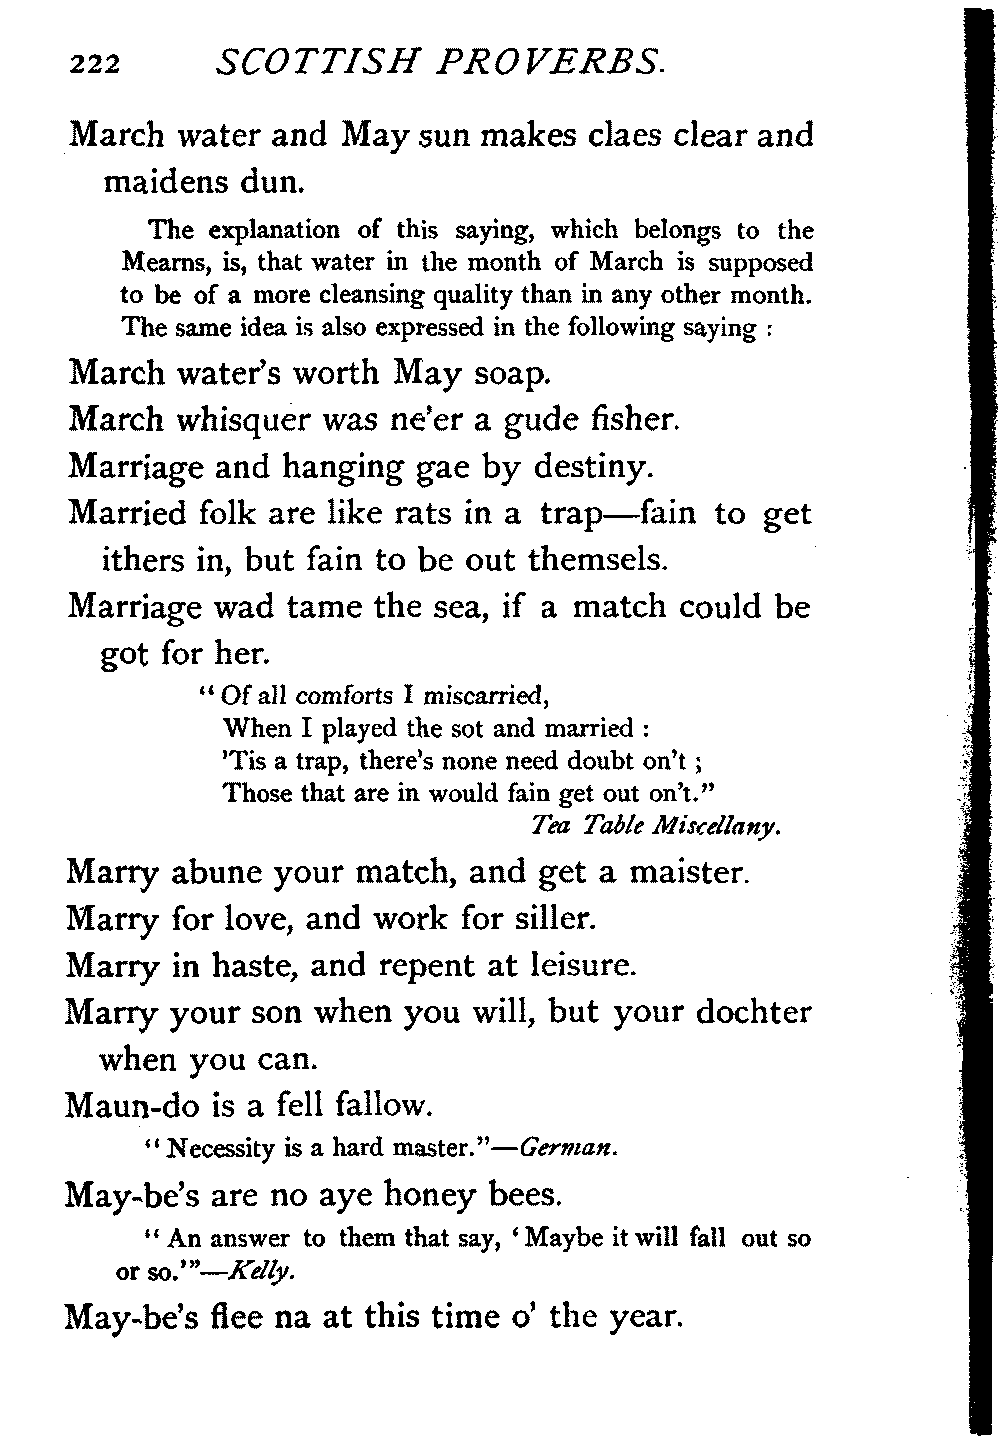 222 SCOTTISH PROVERBS.
March water and May sun makes claes clear and
maidens dun.
The explanation of this saying, which belongs to the
Mearns, is, that water in the month of March is supposed
to be of a more cleansing quality than in any other month.
The same idea is also expressed in the following saying :
March water's worth May soap.
March whisquer was ne'er a gude fisher.
Marriage and hanging gae by destiny.
Married folk are like rats in a trap—fain to get
ithers in, but fain to be out themsels.
Marriage wad tame the sea, if a match could be
got for her.
“Of all comforts I miscarried,
When I played the sot and married :
'Tis a trap, there's none need doubt on't ;
Those that are in would fain get out on't.”
Tea Table Miscellany.
Marry abune your match, and get a maister.
Marry for love, and work for siller.
Marry in haste, and repent at leisure.
Marry your son when you will, but your dochter
when you can.
Maun-do is a fell fallow.
“Necessity is a hard master.”—German.
May-be's are no aye honey bees.
“An answer to them that say, ‘Maybe it will fall out so
or so.’”—Kelly.
May-be's flee na at this time o' the year.